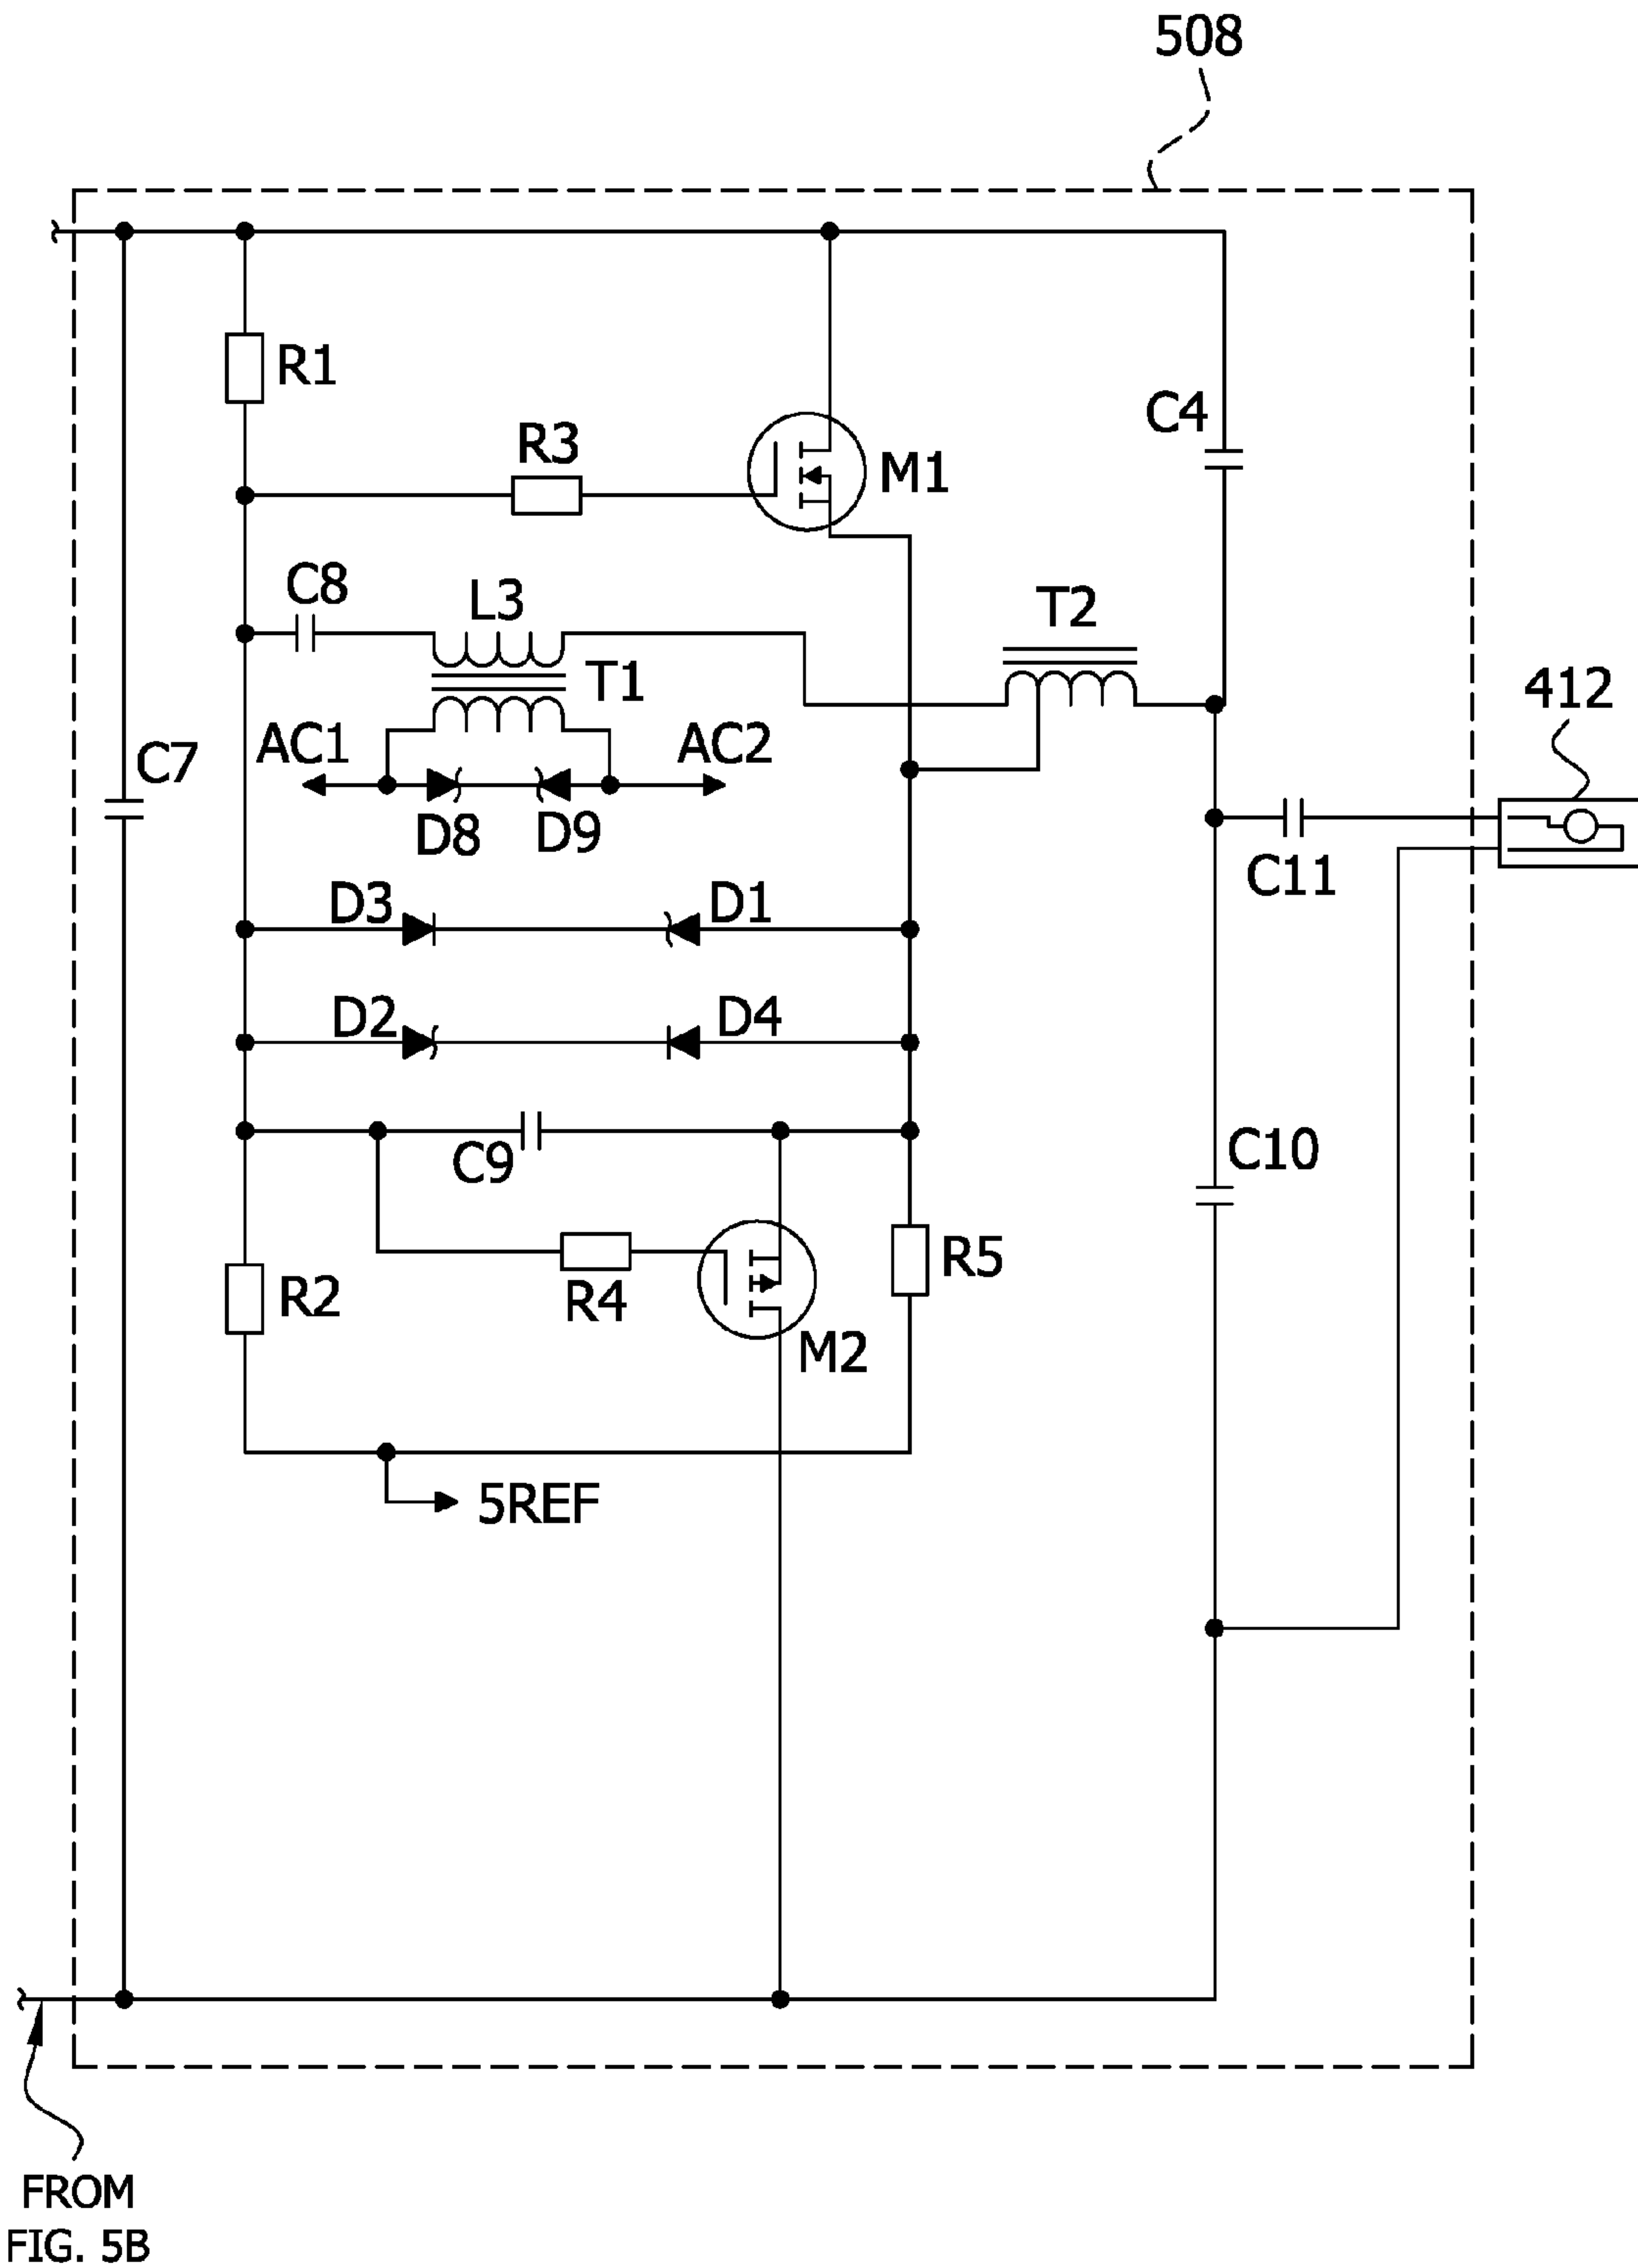 508
R1
R3
M1
C4
C8
L3
T2
T1
412
AC1
AC2
C7
D8
D9
C11
D3
D1
D2
D4
C9
C10
R4
R5
R2
M2
5REF
FROM
FIG. 5B